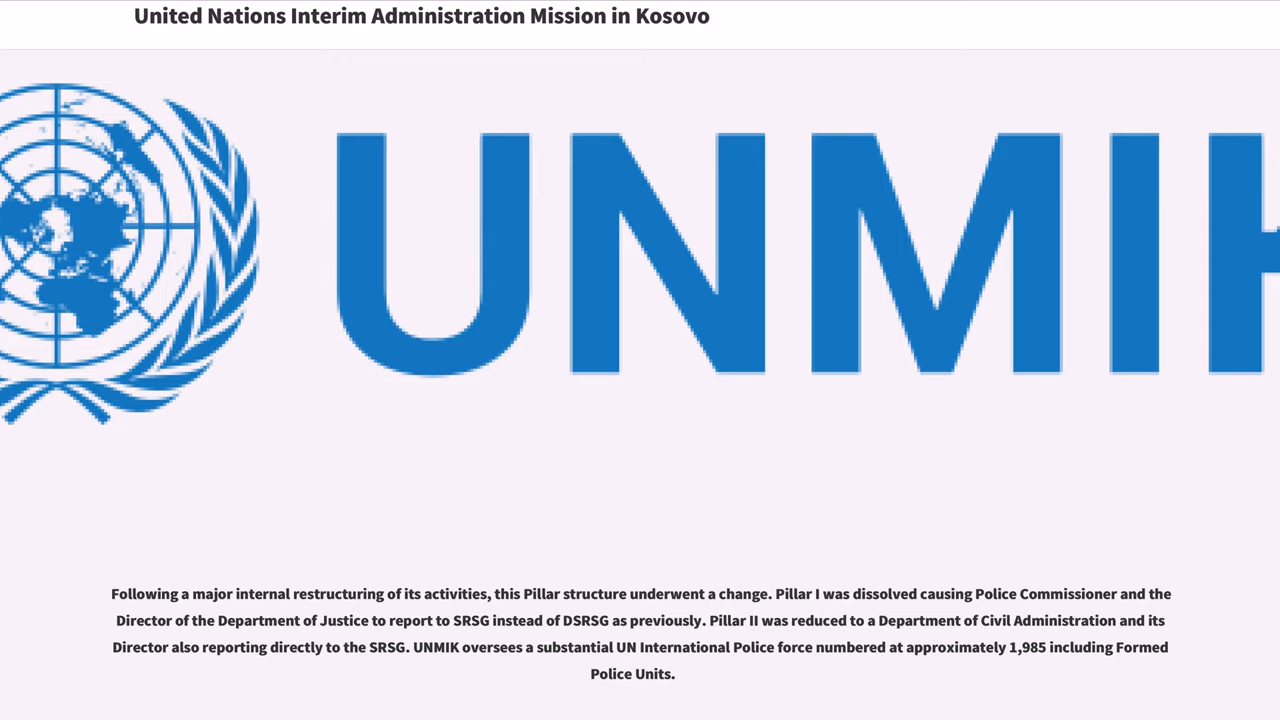 United Nations Interim Administration Mission in Kosovo
UNMIK
Following a major internal restructuring of its activities, this Pillar structure underwent a change. Pillar I was dissolved causing Police Commissioner and the
Director of the Department of Justice to report to SRSG instead of DSRSG as previously. Pillar II was reduced to a Department of Civil Administration and its
Director also reporting directly to the SRSG. UNMIK oversees a substantial UN International Police force numbered at approximately 1,985 including Formed
Police Units.